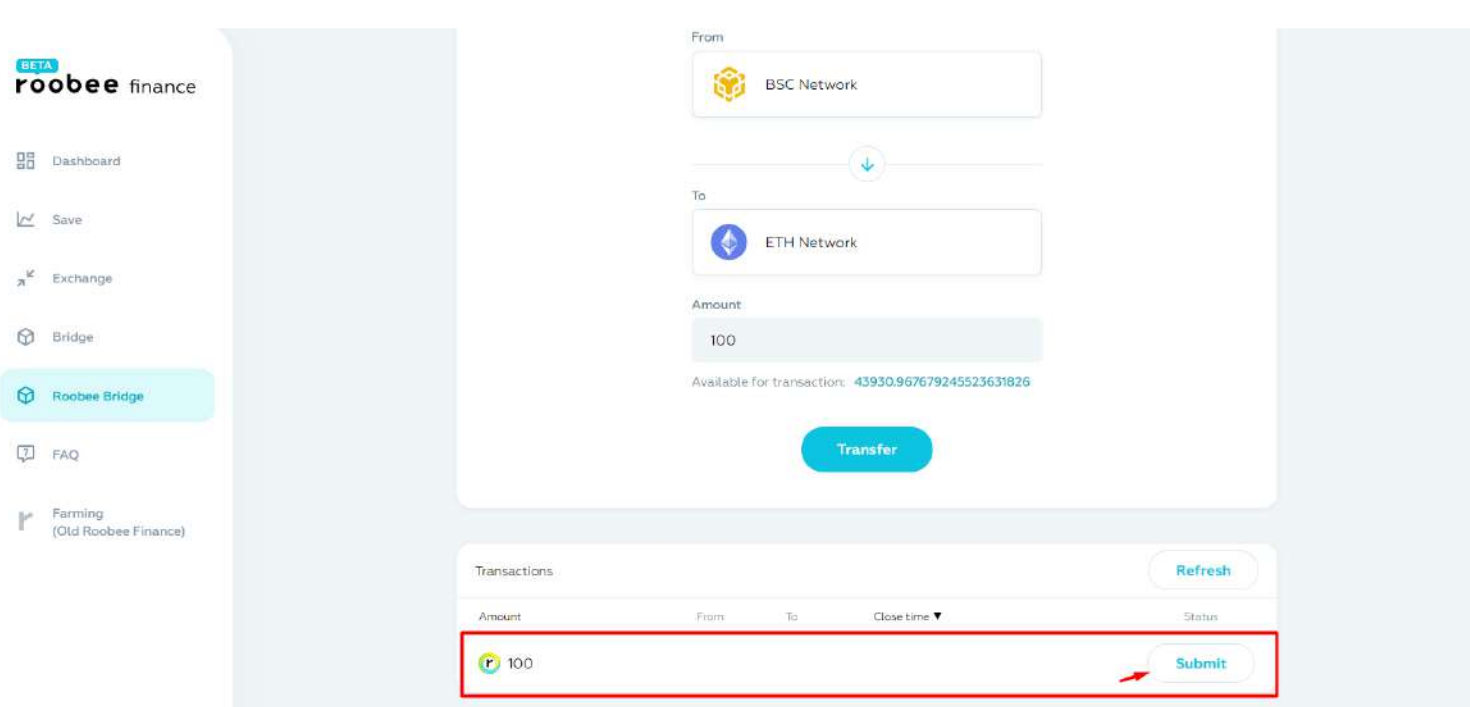 BETA
roobee finance
Dashboard
Save
Exchange
Bridge
Roobee Bridge
FAQ
Farming
(Old Roobee Finance)
From
BSC Network
To
ETH Network
Amount
100
Available for transaction: 43930.967679245523631826
Transfer
Transactions
Refresh
Amount From To Close time ▼ Status
100 Submit